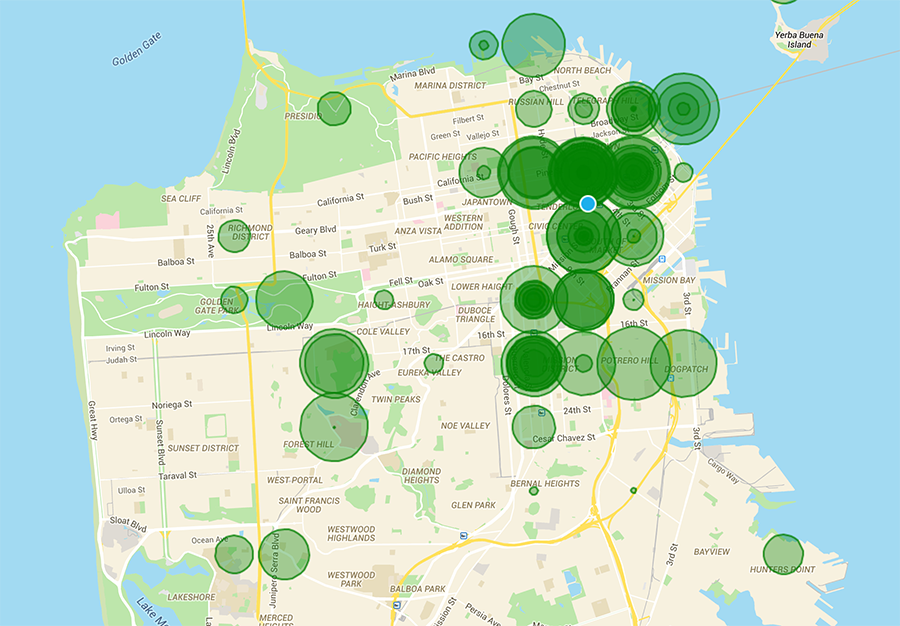 Yerba Buena
Island
Golden Gate
Marina Blvd
MARINA DISTRICT
Bay St
NORTH BEACH
Chestnut St
RUSSIAN HILL
TELEGRAPH HILL
PRESIDIO
Filbert St
Broadway St
Green St
Vallejo St
Jackson St
Lincoln Blvd
PACIFIC HEIGHTS
California St
SEA CLIFF
California St
Bush St
JAPANTOWN
TENDERLOIN
California St
Gough St
WESTERN
ADDITION
CIVIC CENTER
25th Ave
RICHMOND
DISTRICT
Geary Blvd
ANZA VISTA
Turk St
Balboa St
Balboa St
ALAMO SQUARE
Fulton St
Fulton St
Fell St
Oak St
LOWER HAIGHT
MISSION BAY
GOLDEN
GATE PARK
HAIGHT-ASHBURY
3rd St
DUBOCE
TRIANGLE
Lincoln Way
Lincoln Way
COLE VALLEY
16th St
16th St
Irving St
Judah St
17th St
THE CASTRO
EUREKA VALLEY
POTRERO HILL
DOGPATCH
Clarendon Ave
Dolores St
Great Hwy
Noriega St
TWIN PEAKS
24th St
Ortega St
Sunset Blvd
NOE VALLEY
3rd St
Cesar Chavez St
SUNSET DISTRICT
FOREST HILL
Taraval St
WEST-PORTAL
DIAMOND
HEIGHTS
Cargo Way
Ulloa St
BERNAL HEIGHTS
SAINT FRANCIS
WOOD
GLEN PARK
Sloat Blvd
Ocean Ave
Junipero Serra Blvd
WESTWOOD
HIGHLANDS
3rd St
BAYVIEW
HUNTERS POINT
WESTWOOD
PARK
BALBOA PARK
LAKESHORE
Lake M
MERCED
HEIGHTS
Persia Ave